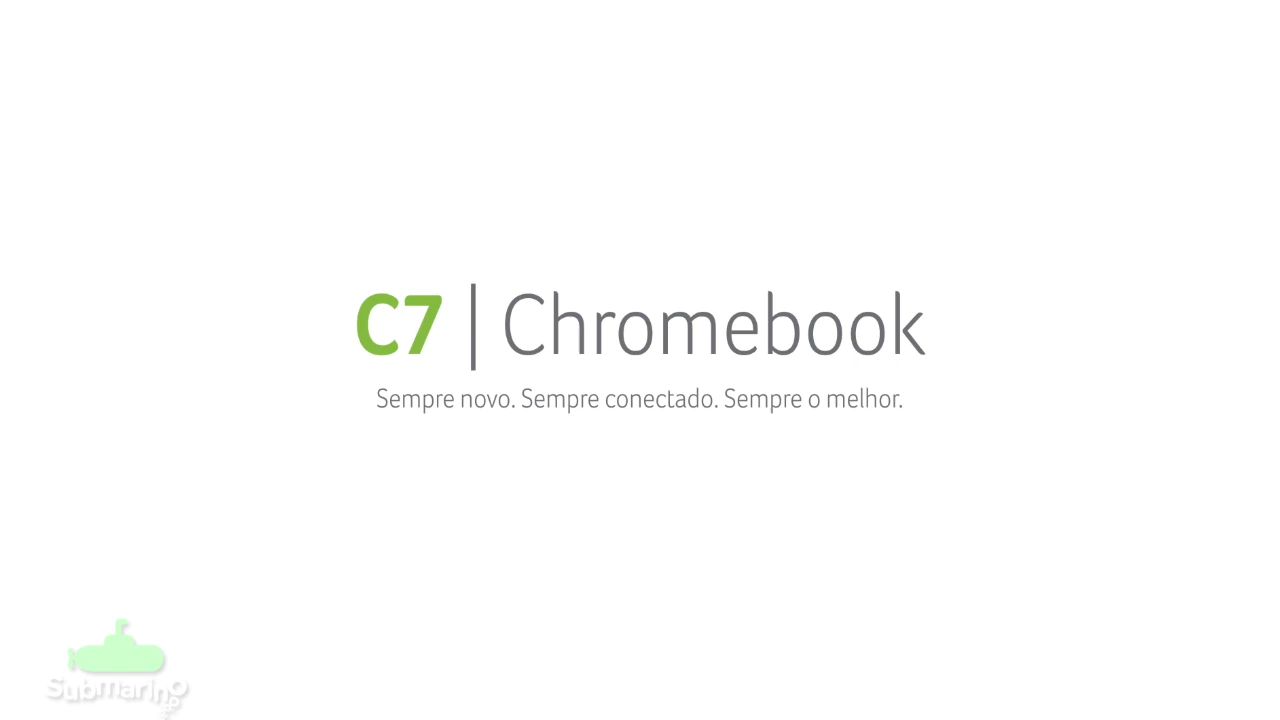 C7 | Chromebook
Sempre novo. Sempre conectado. Sempre o melhor.
Submarino